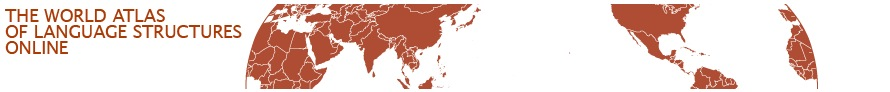 THE WORLD ATLAS
OF LANGUAGE STRUCTURES
ONLINE